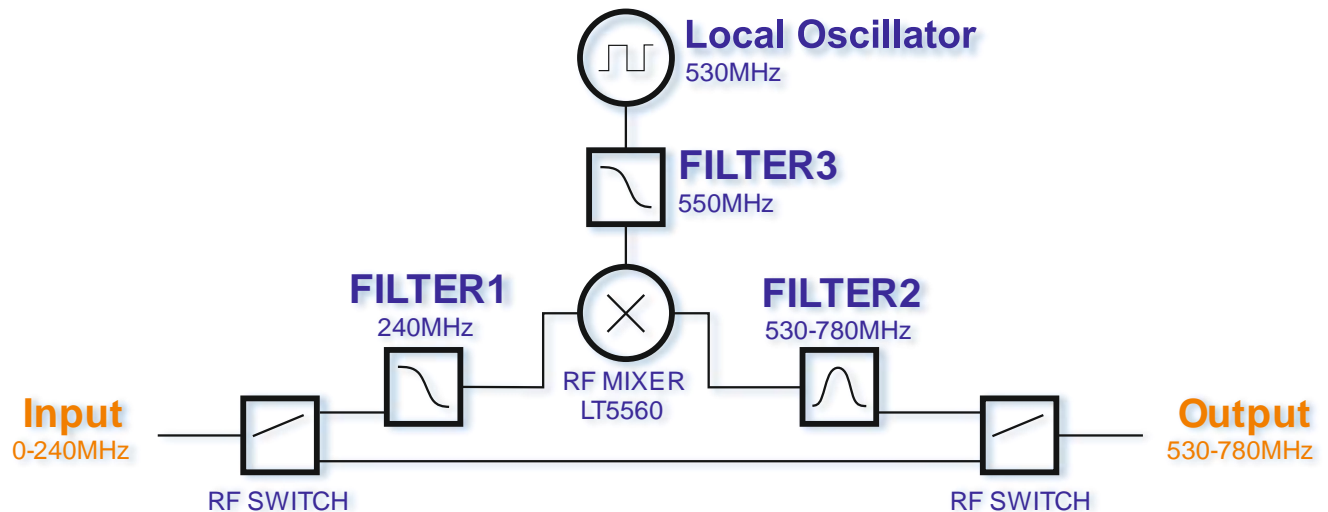 Local Oscillator
530MHz
FILTER3
550MHz
FILTER1
240MHz
FILTER2
530-780MHz
RF MIXER
LT5560
Input
0-240MHz
Output
530-780MHz
RF SWITCH
RF SWITCH